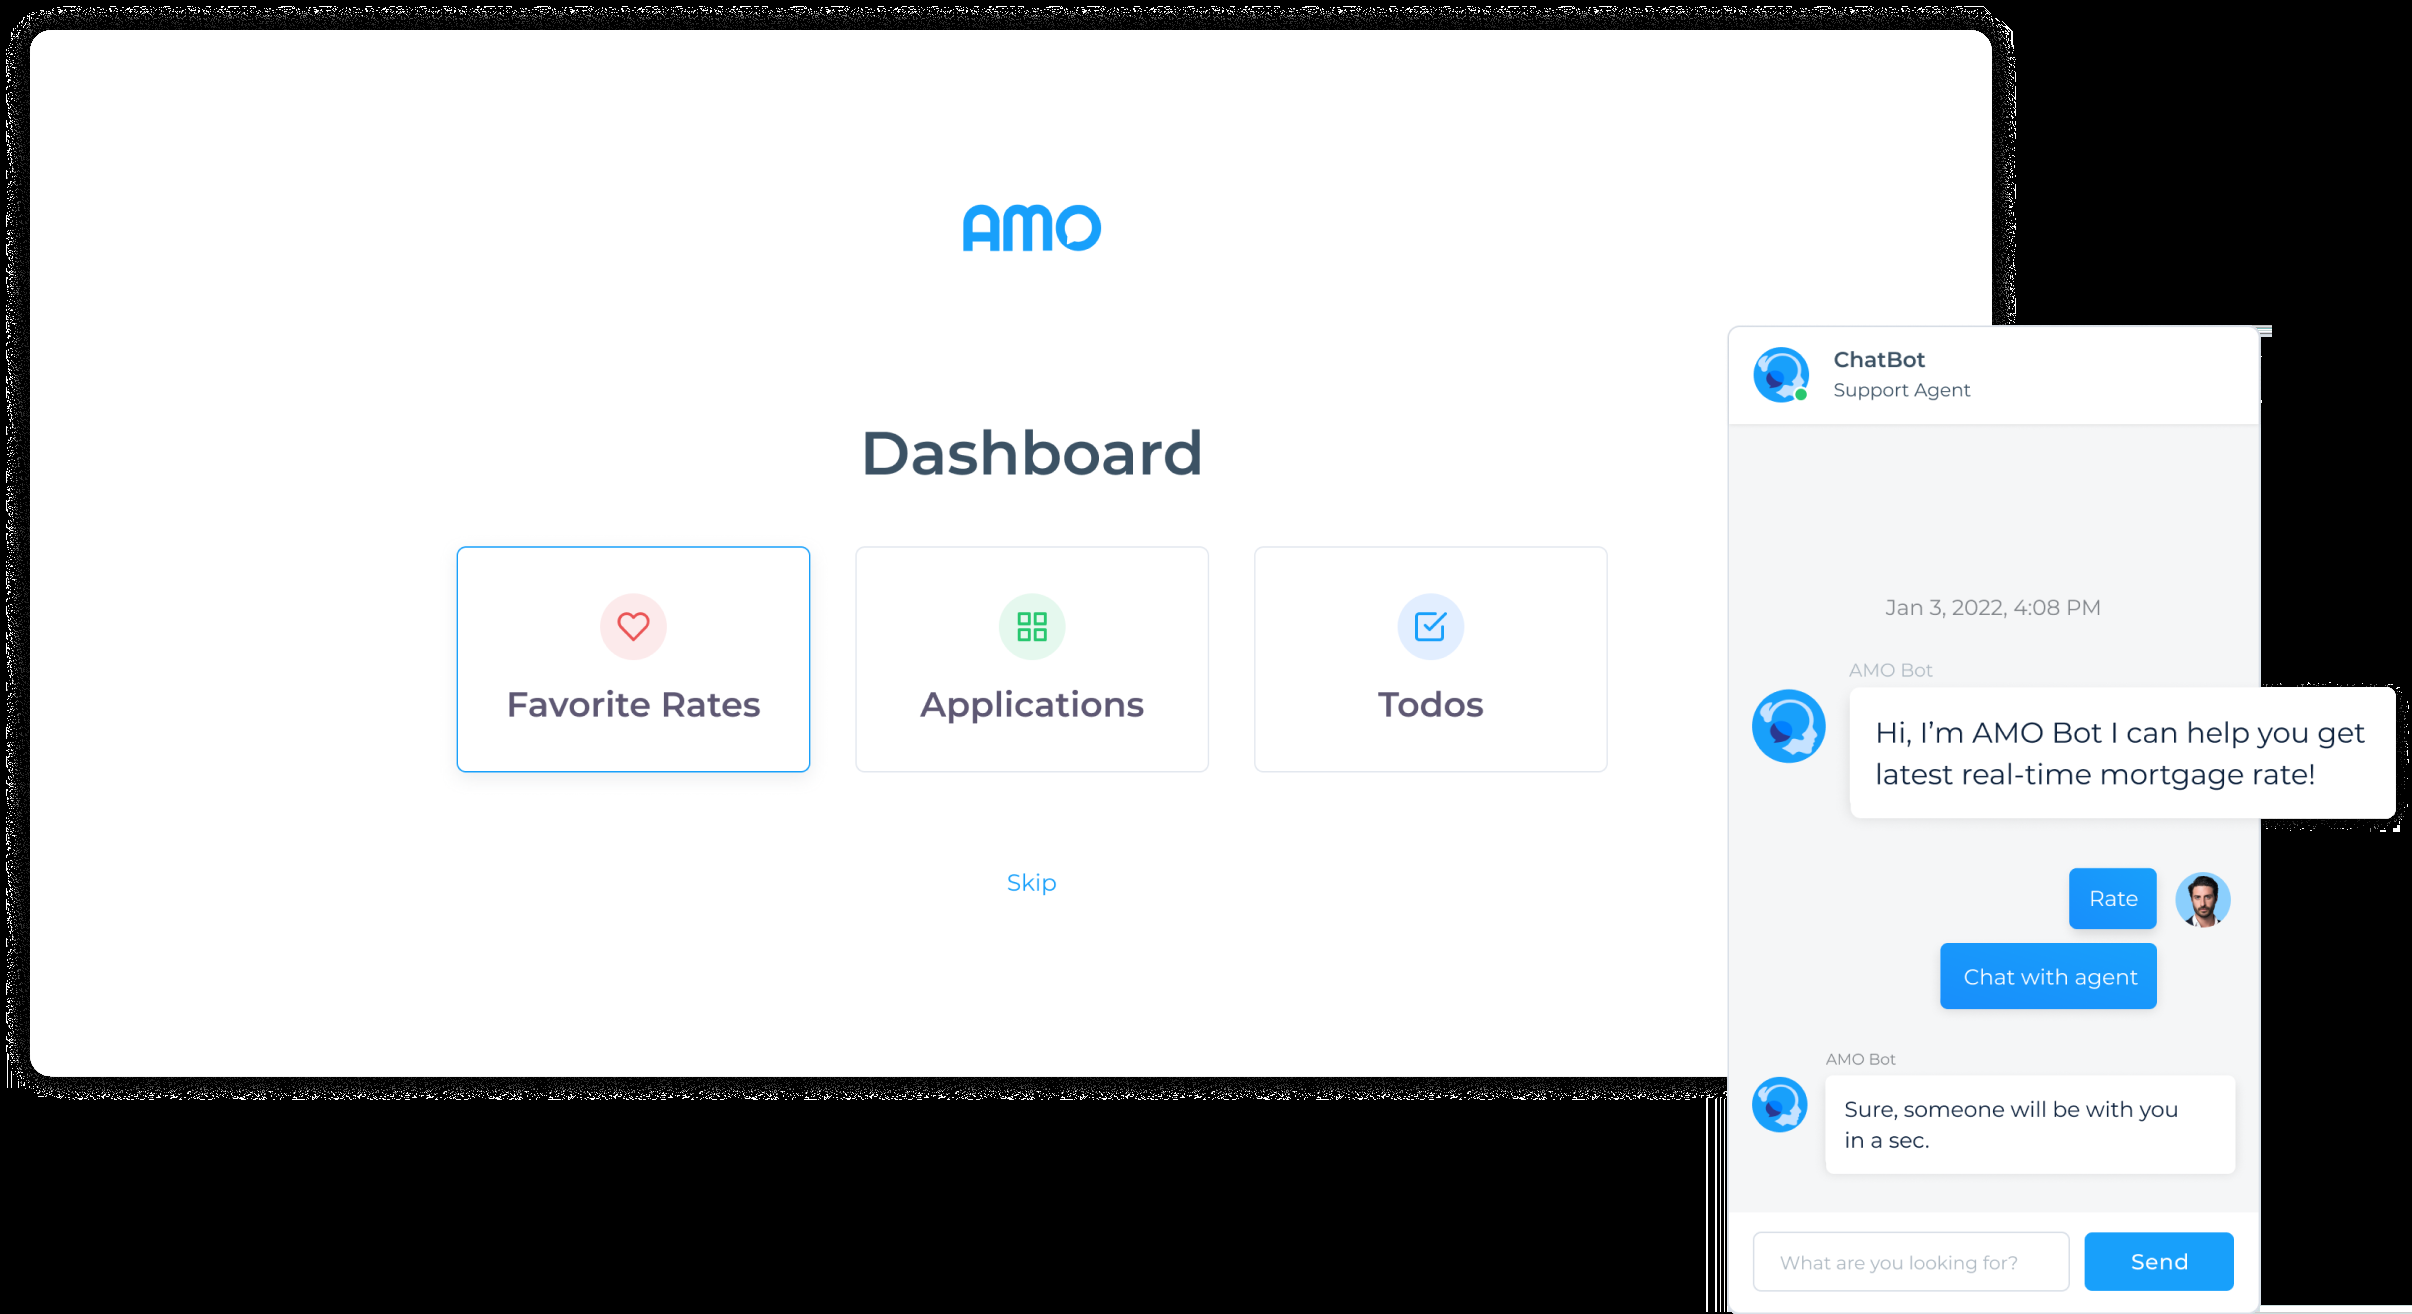 AMO
Dashboard
Favorite Rates
Applications
Todos
Skip
ChatBot
Support Agent
Jan 3, 2022, 4:08 PM
AMO Bot
Hi, I’m AMO Bot I can help you get
latest real-time mortgage rate!
Rate
Chat with agent
AMO Bot
Sure, someone will be with you
in a sec.
What are you looking for?
Send